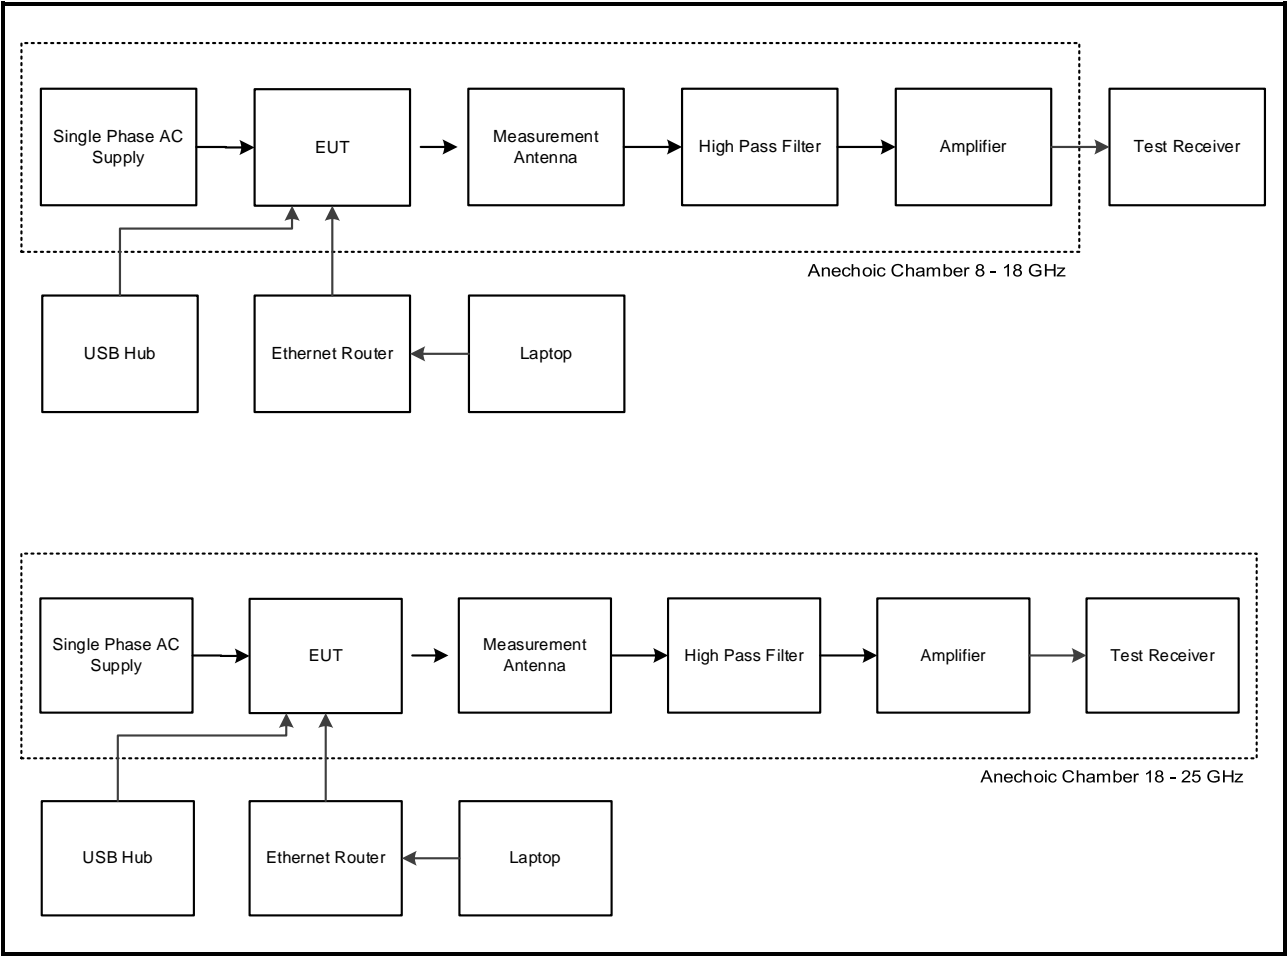 Single Phase AC
Supply
EUT
Measurement
Antenna
High Pass Filter
Amplifier
Test Receiver
Anechoic Chamber 8 - 18 GHz
USB Hub
Ethernet Router
Laptop
Single Phase AC
Supply
EUT
Measurement
Antenna
High Pass Filter
Amplifier
Test Receiver
Anechoic Chamber 18 - 25 GHz
USB Hub
Ethernet Router
Laptop